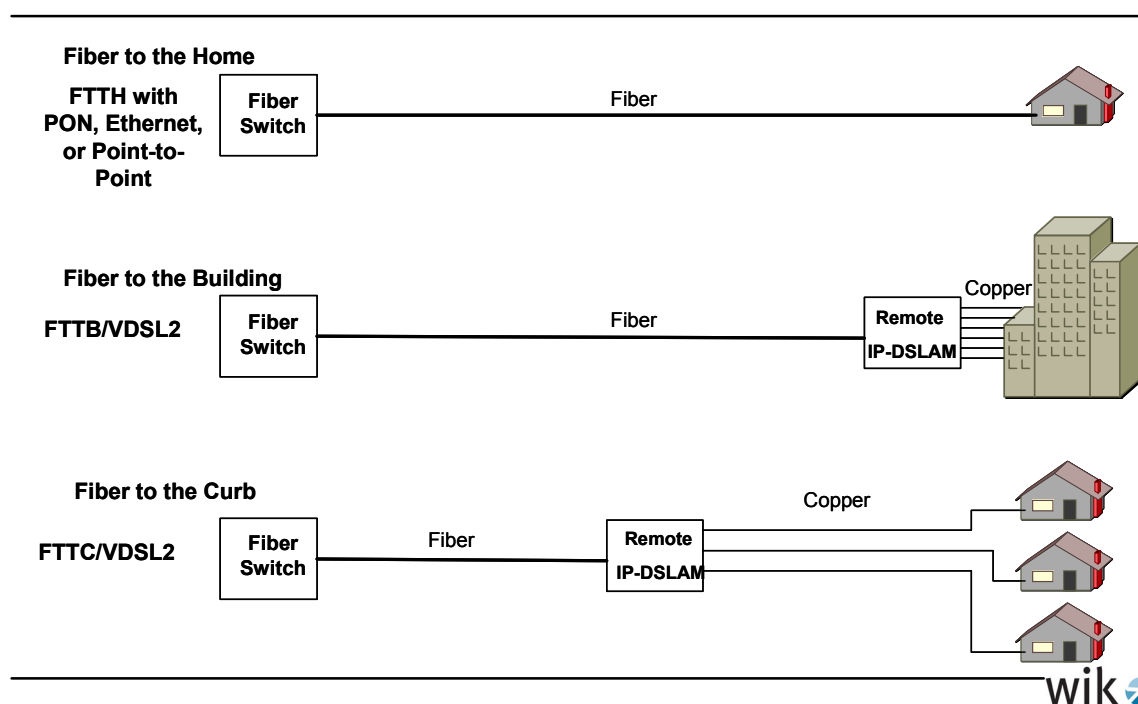 Fiber to the Home
FTTH with
PON, Ethernet,
or Point-to-
Point
Fiber
Switch
Fiber
Fiber to the Building
FTTB/VDSL2
Fiber
Switch
Fiber
Remote
IP-DSLAM
Copper
Fiber to the Curb
FTTC/VDSL2
Fiber
Switch
Fiber
Remote
IP-DSLAM
Copper
wik